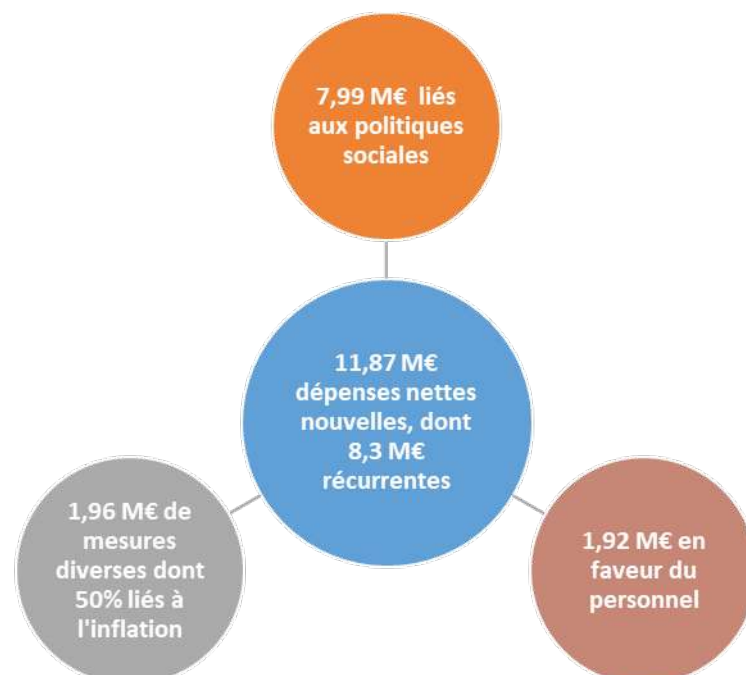 7,99 M€ liés
aux politiques
sociales
11,87 M€
dépenses nettes
nouvelles, dont
8,3 M€
récurrentes
1,96 M€ de
mesures
diverses dont
50% liés à
l'inflation
1,92 M€ en
faveur du
personnel